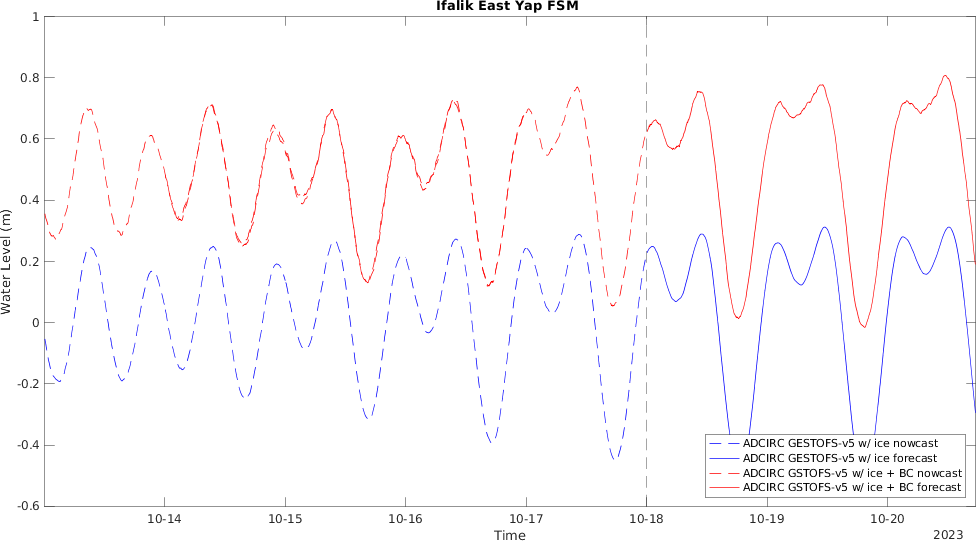 Ifalik East Yap FSM
1
0.8
0.6
0.4
0.2
0
-0.2
-0.4
-0.6
Water Level (m)
10-14
10-15
10-16
10-17
10-18
10-19
10-20
Time
2023
ADCIRC GESTOFS-v5 w/ ice nowcast
ADCIRC GESTOFS-v5 w/ ice forecast
ADCIRC GSTOFS-v5 w/ ice + BC nowcast
ADCIRC GSTOFS-v5 w/ ice + BC forecast